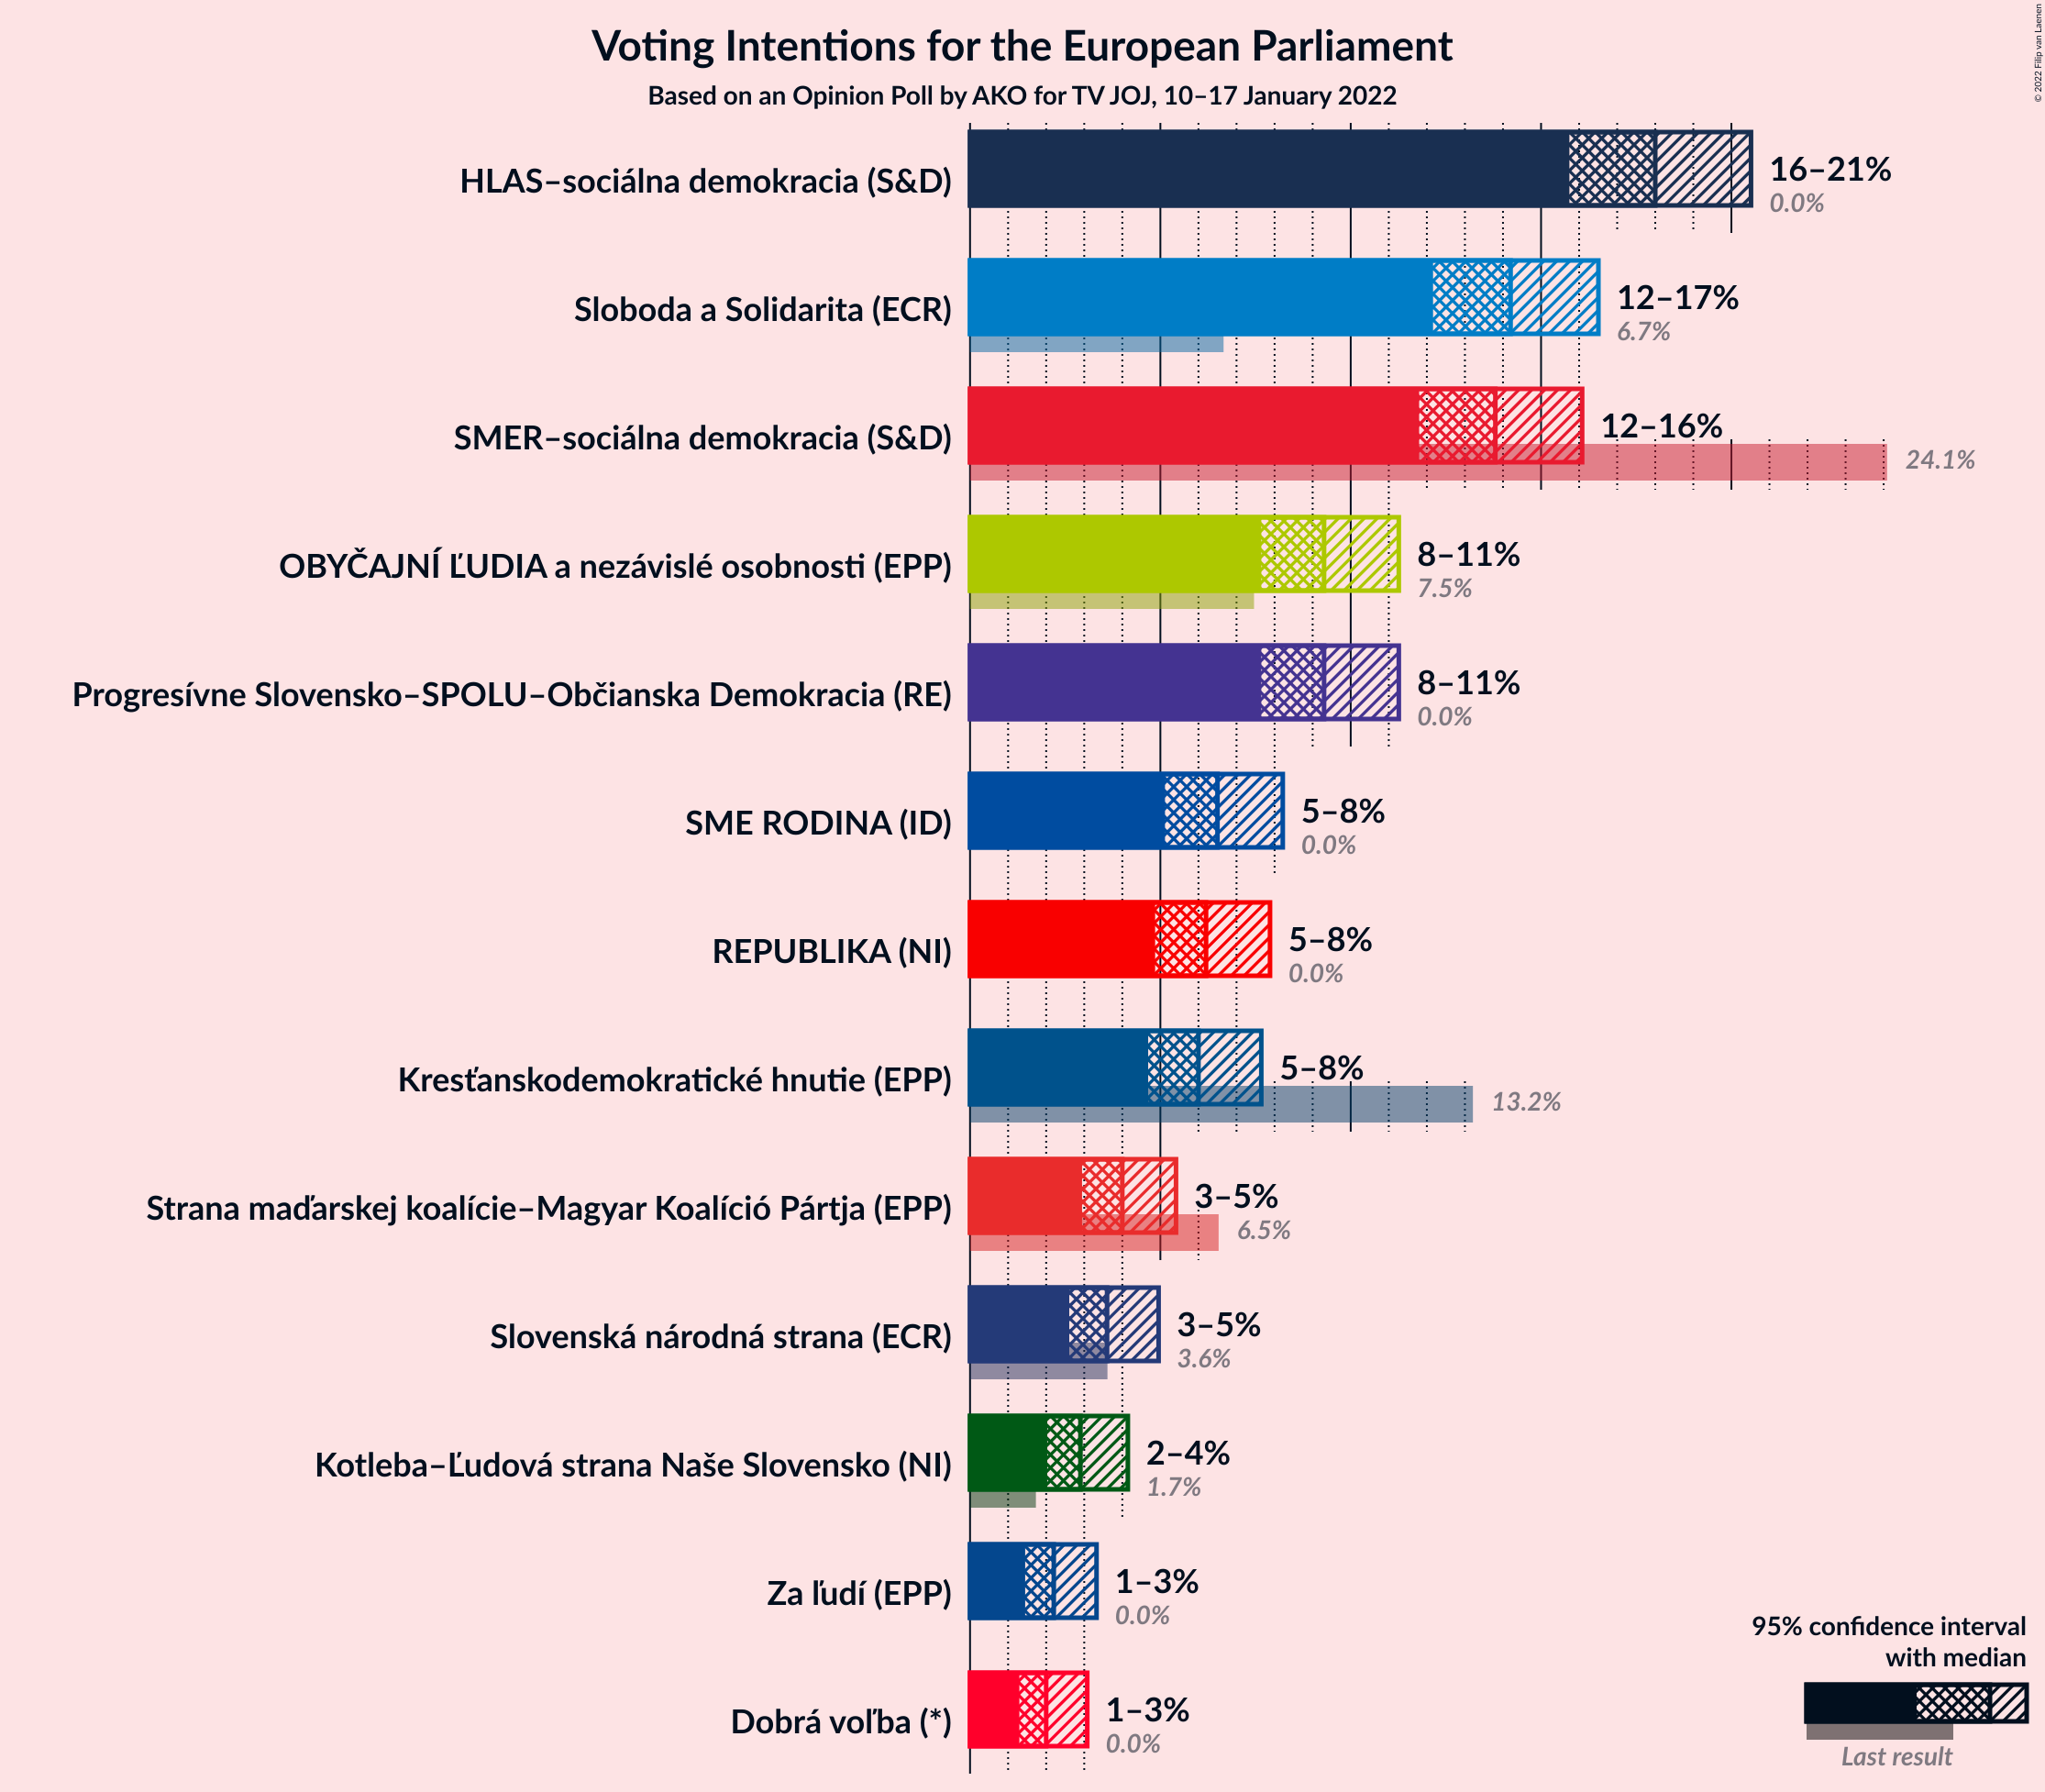 Voting Intentions for the European Parliament
Based on an Opinion Poll by AKO for TV JOJ, 10–17 January 2022
© 2022 Filip van Laenen
HLAS–sociálna demokracia (S&D)
16–21%
0.0%
Sloboda a Solidarita (ECR)
12–17%
6.7%
SMER–sociálna demokracia (S&D)
12–16%
24.1%
OBYČAJNÍ ĽUDIA a nezávislé osobnosti (EPP)
8–11%
7.5%
Progresívne Slovensko–SPOLU–Občianska Demokracia (RE)
8–11%
0.0%
SME RODINA (ID)
5–8%
0.0%
REPUBLIKA (NI)
5–8%
0.0%
Kresťanskodemokratické hnutie (EPP)
5–8%
13.2%
Strana maďarskej koalície–Magyar Koalíció Pártja (EPP)
3–5%
6.5%
Slovenská národná strana (ECR)
3–5%
3.6%
Kotleba–Ľudová strana Naše Slovensko (NI)
2–4%
1.7%
Za ľudí (EPP)
1–3%
0.0%
Dobrá voľba (*)
1–3%
0.0%
95% confidence interval
with median
Last result